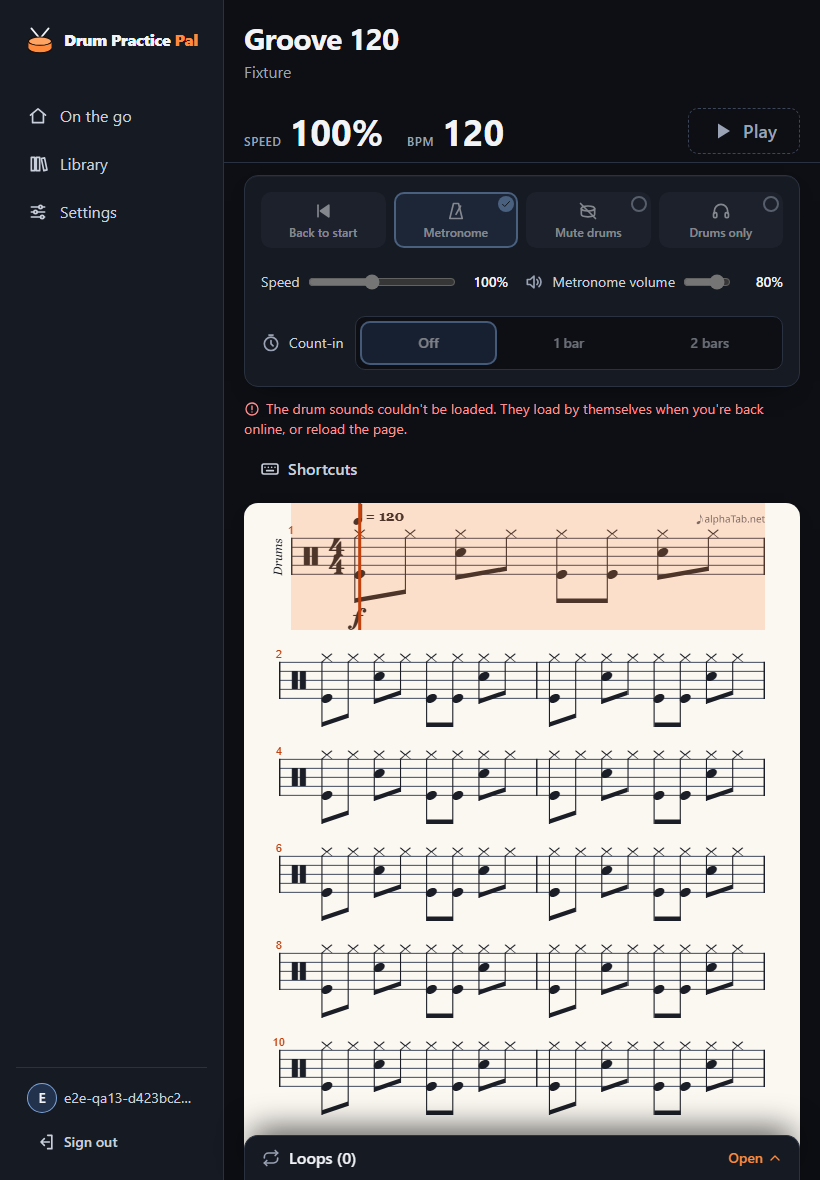 Drum Practice Pal
On the go
Library
Settings
e2e-qa13-d423bc2...
E
Sign out
Groove 120
Fixture
SPEED 100% BPM 120
Play
Back to start
Metronome
Mute drums
Drums only
Speed 100%
Metronome volume 80%
Count-in
Off
1 bar
2 bars
The drum sounds couldn't be loaded. They load by themselves when you're back
online, or reload the page.
Shortcuts
= 120
alphaTab.net
1
Drums
4
4
f
2
4
6
8
10
Loops (0)
Open